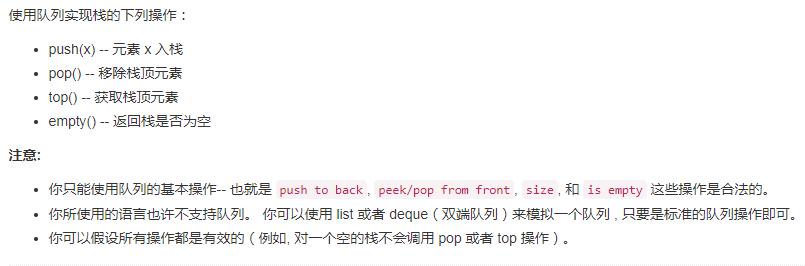 使用队列实现栈的下列操作：
• push(x) -- 元素 x 入栈
• pop() -- 移除栈顶元素
• top() -- 获取栈顶元素
• empty() -- 返回栈是否为空
注意:
• 你只能使用队列的基本操作-- 也就是 push to back, peek/pop from front, size, 和 is empty 这些操作是合法的。
• 你所使用的语言也许不支持队列。 你可以使用 list 或者 deque（双端队列）来模拟一个队列 , 只要是标准的队列操作即可。
• 你可以假设所有操作都是有效的（例如, 对一个空的栈不会调用 pop 或者 top 操作）。